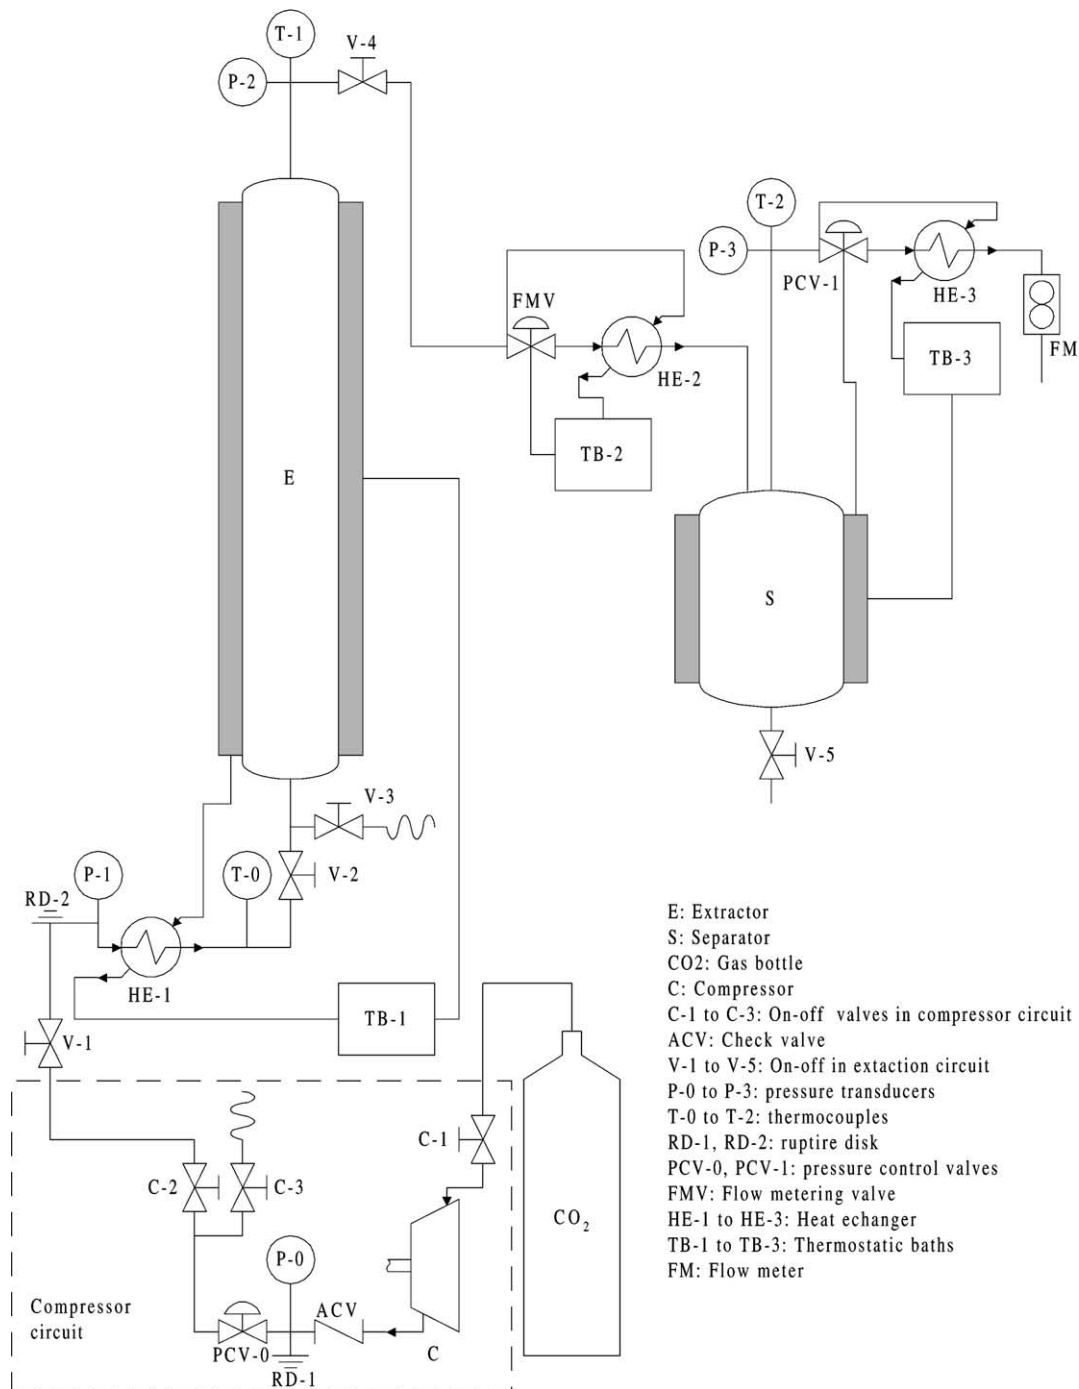 T-1
V-4
P-2
T-2
P-3
PCV-1
HE-3
FMV
FM
HE-2
TB-3
TB-2
E
S
V-5
V-3
P-1
T-0
V-2
RD-2
HE-1
TB-1
V-1
C-1
C-2
C-3
CO2
P-0
Compressor
circuit
ACV
PCV-0
C
RD-1
E: Extractor
S: Separator
CO2: Gas bottle
C: Compressor
C-1 to C-3: On-off valves in compressor circuit
ACV: Check valve
V-1 to V-5: On-off in extaction circuit
P-0 to P-3: pressure transducers
T-0 to T-2: thermocouples
RD-1, RD-2: ruptire disk
PCV-0, PCV-1: pressure control valves
FMV: Flow metering valve
HE-1 to HE-3: Heat echanger
TB-1 to TB-3: Thermostatic baths
FM: Flow meter